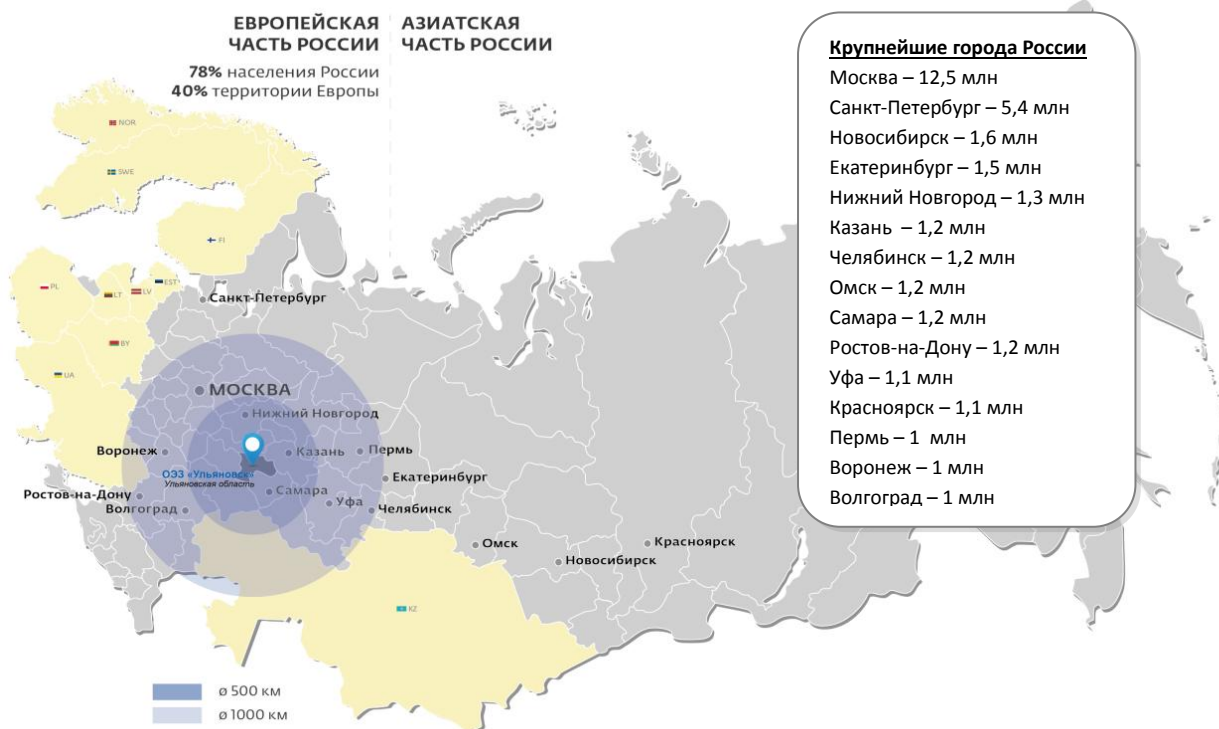 ЕВРОПЕЙСКАЯ
ЧАСТЬ РОССИИ
78% населения России
40% территории Европы
АЗИАТСКАЯ
ЧАСТЬ РОССИИ
Крупнейшие города России
Москва – 12,5 млн
Санкт-Петербург – 5,4 млн
Новосибирск – 1,6 млн
Екатеринбург – 1,5 млн
Нижний Новгород – 1,3 млн
Казань – 1,2 млн
Челябинск – 1,2 млн
Омск – 1,2 млн
Самара – 1,2 млн
Ростов-на-Дону – 1,2 млн
Уфа – 1,1 млн
Красноярск – 1,1 млн
Пермь – 1 млн
Воронеж – 1 млн
Волгоград – 1 млн
NOR
SWE
FI
PL
LT
LV
EST
BY
UA
Санкт-Петербург
МОСКВА
Нижний Новгород
Воронеж
Казань
Пермь
ОЭЗ «Ульяновск»
Ульяновская область
Екатеринбург
Ростов-на-Дону
Самара
Уфа
Волгоград
Челябинск
Омск
Красноярск
Новосибирск
KZ
ø 500 км
ø 1000 км